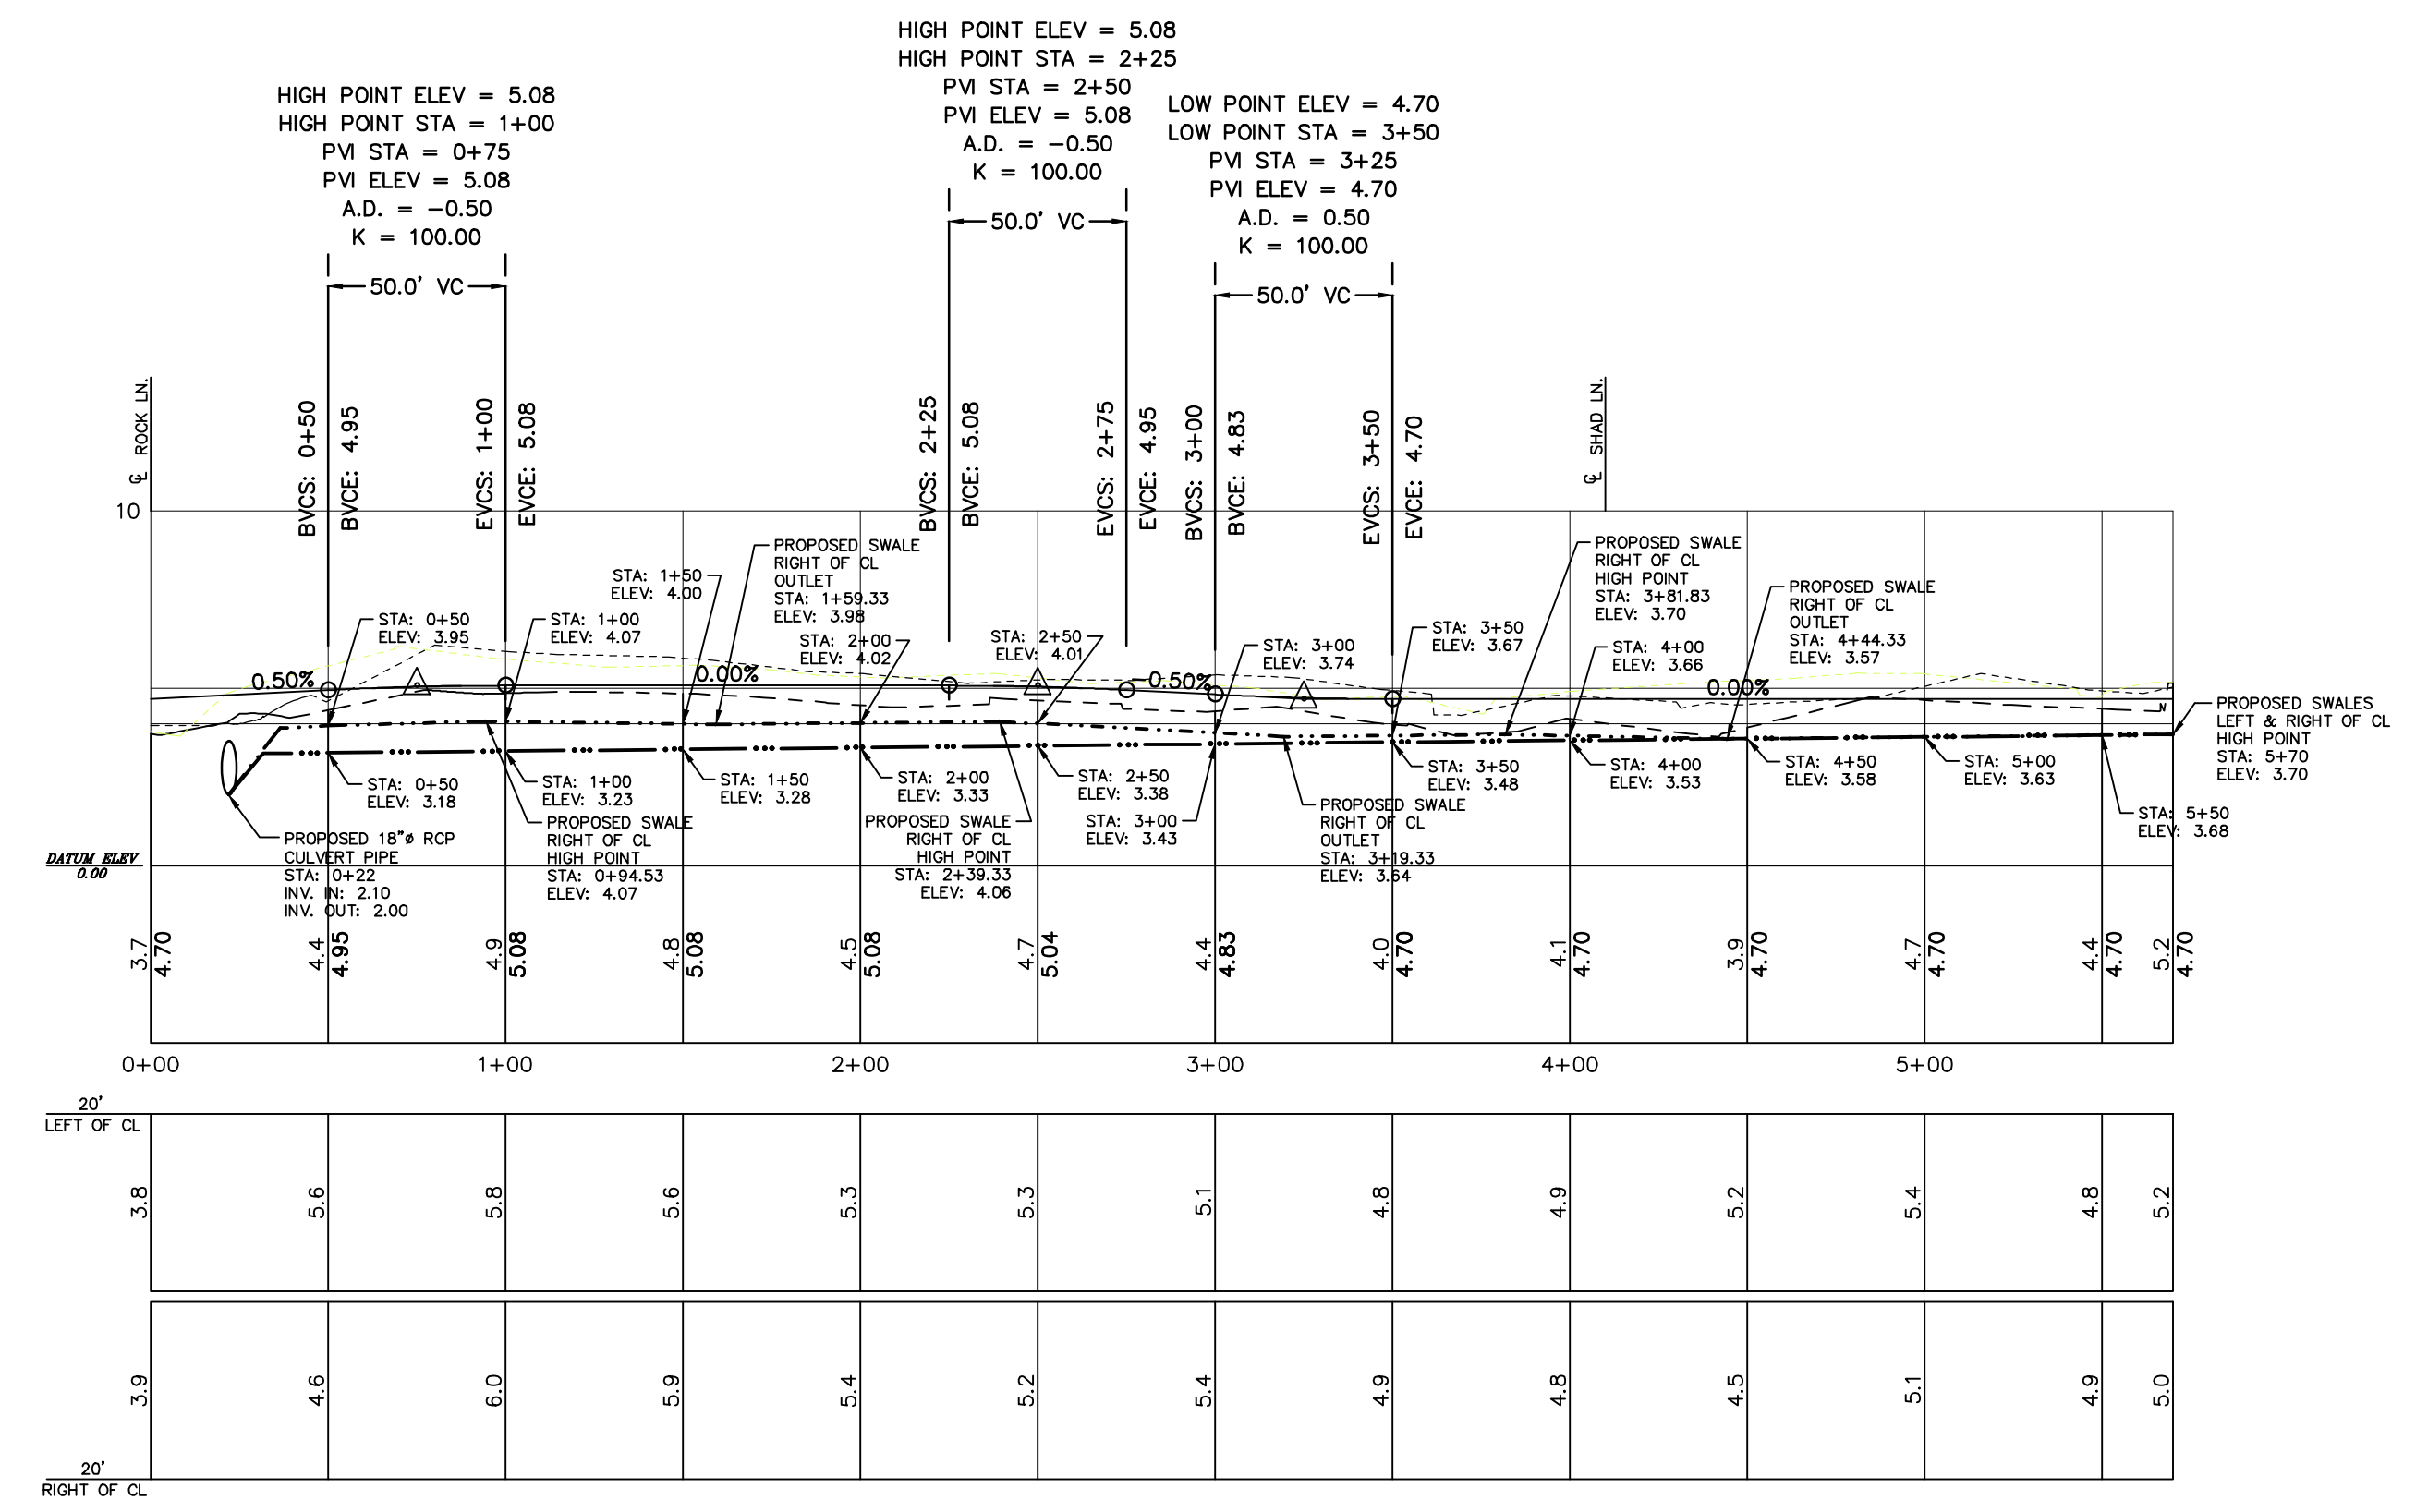 HIGH POINT ELEV = 5.08
HIGH POINT STA = 1+00
PVI STA = 0+75
PVI ELEV = 5.08
A.D. = −0.50
K = 100.00
50.0' VC
HIGH POINT ELEV = 5.08
HIGH POINT STA = 2+25
PVI STA = 2+50
PVI ELEV = 5.08
A.D. = −0.50
K = 100.00
50.0' VC
LOW POINT ELEV = 4.70
LOW POINT STA = 3+50
PVI STA = 3+25
PVI ELEV = 4.70
A.D. = 0.50
K = 100.00
50.0' VC
℄ ROCK LN.
BVCS: 0+50
BVCE: 4.95
EVCS: 1+00
EVCE: 5.08
BVCS: 2+25
BVCE: 5.08
EVCS: 2+75
EVCE: 4.95
BVCS: 3+00
BVCE: 4.83
EVCS: 3+50
EVCE: 4.70
℄ SHAD LN.
10
STA: 0+50
ELEV: 3.95
STA: 1+00
ELEV: 4.07
STA: 1+50
ELEV: 4.00
PROPOSED SWALE
RIGHT OF CL
OUTLET
STA: 1+59.33
ELEV: 3.98
STA: 2+00
ELEV: 4.02
STA: 2+50
ELEV: 4.01
STA: 3+00
ELEV: 3.74
STA: 3+50
ELEV: 3.67
PROPOSED SWALE
RIGHT OF CL
HIGH POINT
STA: 3+81.83
ELEV: 3.70
STA: 4+00
ELEV: 3.66
PROPOSED SWALE
RIGHT OF CL
OUTLET
STA: 4+44.33
ELEV: 3.57
0.50%
0.00%
−0.50%
0.00%
PROPOSED SWALES
LEFT & RIGHT OF CL
HIGH POINT
STA: 5+70
ELEV: 3.70
STA: 0+50
ELEV: 3.18
STA: 1+00
ELEV: 3.23
STA: 1+50
ELEV: 3.28
STA: 2+00
ELEV: 3.33
STA: 2+50
ELEV: 3.38
STA: 3+00
ELEV: 3.43
STA: 3+50
ELEV: 3.48
STA: 4+00
ELEV: 3.53
STA: 4+50
ELEV: 3.58
STA: 5+00
ELEV: 3.63
STA: 5+50
ELEV: 3.68
PROPOSED 18"ø RCP
CULVERT PIPE
STA: 0+22
INV. IN: 2.10
INV. OUT: 2.00
PROPOSED SWALE
RIGHT OF CL
HIGH POINT
STA: 0+94.53
ELEV: 4.07
PROPOSED SWALE
RIGHT OF CL
HIGH POINT
STA: 2+39.33
ELEV: 4.06
PROPOSED SWALE
RIGHT OF CL
OUTLET
STA: 3+19.33
ELEV: 3.64
DATUM ELEV
0.00
3.7
4.70
4.4
4.95
4.9
5.08
4.8
5.08
4.5
5.08
4.7
5.04
4.4
4.83
4.0
4.70
4.1
4.70
3.9
4.70
4.7
4.70
4.4
4.70
5.2
4.70
0+00 1+00 2+00 3+00 4+00 5+00
20'
LEFT OF CL
3.8 5.6 5.8 5.6 5.3 5.3 5.1 4.8 4.9 5.2 5.4 4.8 5.2
3.9 4.6 6.0 5.9 5.4 5.2 5.4 4.9 4.8 4.5 5.1 4.9 5.0
20'
RIGHT OF CL